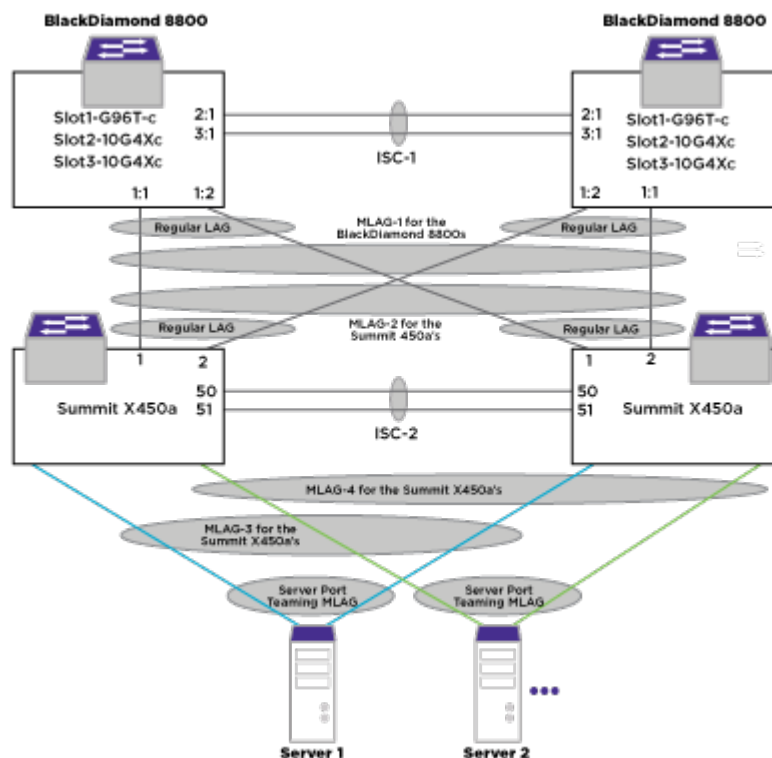 BlackDiamond 8800
BlackDiamond 8800
Slot1-G96T-c
Slot2-10G4Xc
Slot3-10G4Xc
2:1
3:1
1:1
1:2
ISC-1
2:1
3:1
Slot1-G96T-c
Slot2-10G4Xc
Slot3-10G4Xc
1:2
1:1
Regular LAG
MLAG-1 for the
BlackDiamond 8800s
Regular LAG
Regular LAG
MLAG-2 for the
Summit 450a's
Regular LAG
1
2
1
2
50
51
Summit X450a
ISC-2
50
51
Summit X450a
MLAG-4 for the Summit X450a's
MLAG-3 for the
Summit X450a's
Server Port
Teaming MLAG
Server Port
Teaming MLAG
Server 1
Server 2